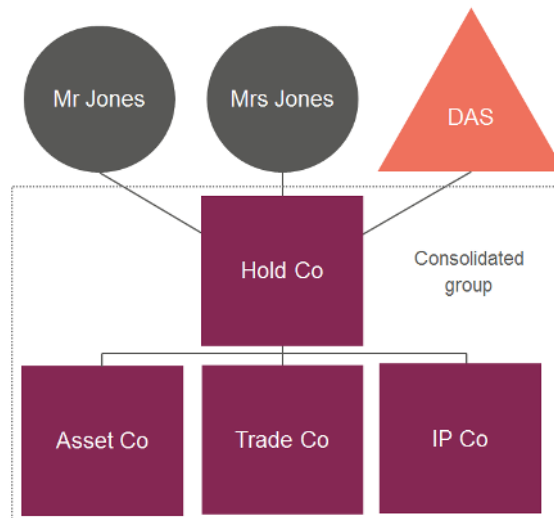 Mr Jones
Mrs Jones
DAS
Hold Co
Consolidated
group
Asset Co
Trade Co
IP Co